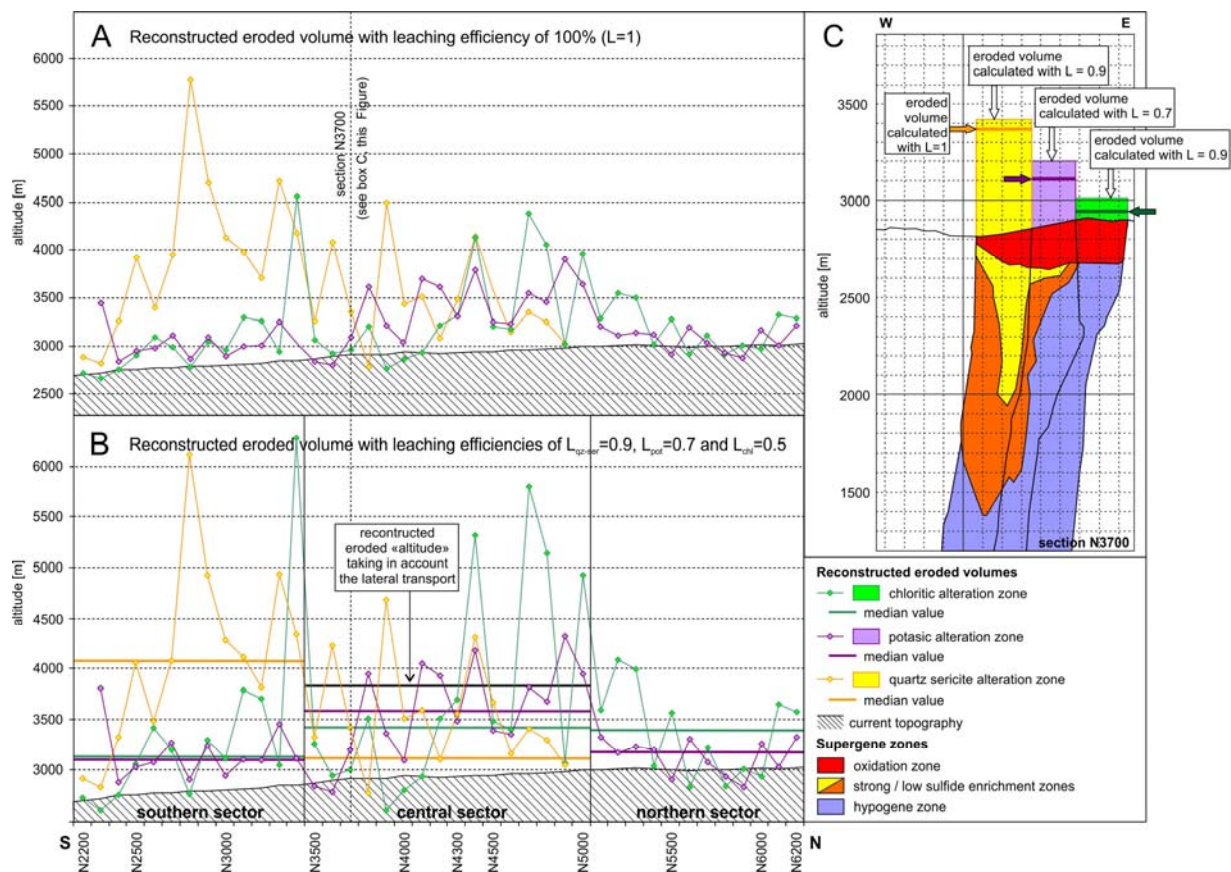 A Reconstructed eroded volume with leaching efficiency of 100% (L=1)
altitude [m]
6000
5500
5000
4500
4000
3500
3000
2500
section N3700
(see box C, this Figure)
B Reconstructed eroded volume with leaching efficiencies of Lqz-ser=0.9, Lpot=0.7 and Lchl=0.5
altitude [m]
6000
5500
5000
4500
4000
3500
3000
recontructed
eroded «altitude»
taking in account
the lateral transport
southern sector
central sector
northern sector
S
N2200
N2500
N3000
N3500
N4000
N4300
N4500
N5000
N5500
N6000
N6200
N
C
W
E
altitude [m]
3500
3000
2500
2000
1500
eroded volume
calculated with L = 0.9
eroded
volume
calculated
with L=1
eroded volume
calculated with L = 0.7
eroded volume
calculated with L = 0.9
section N3700
Reconstructed eroded volumes
chloritic alteration zone
median value
potasic alteration zone
median value
quartz sericite alteration zone
median value
current topography
Supergene zones
oxidation zone
strong / low sulfide enrichment zones
hypogene zone